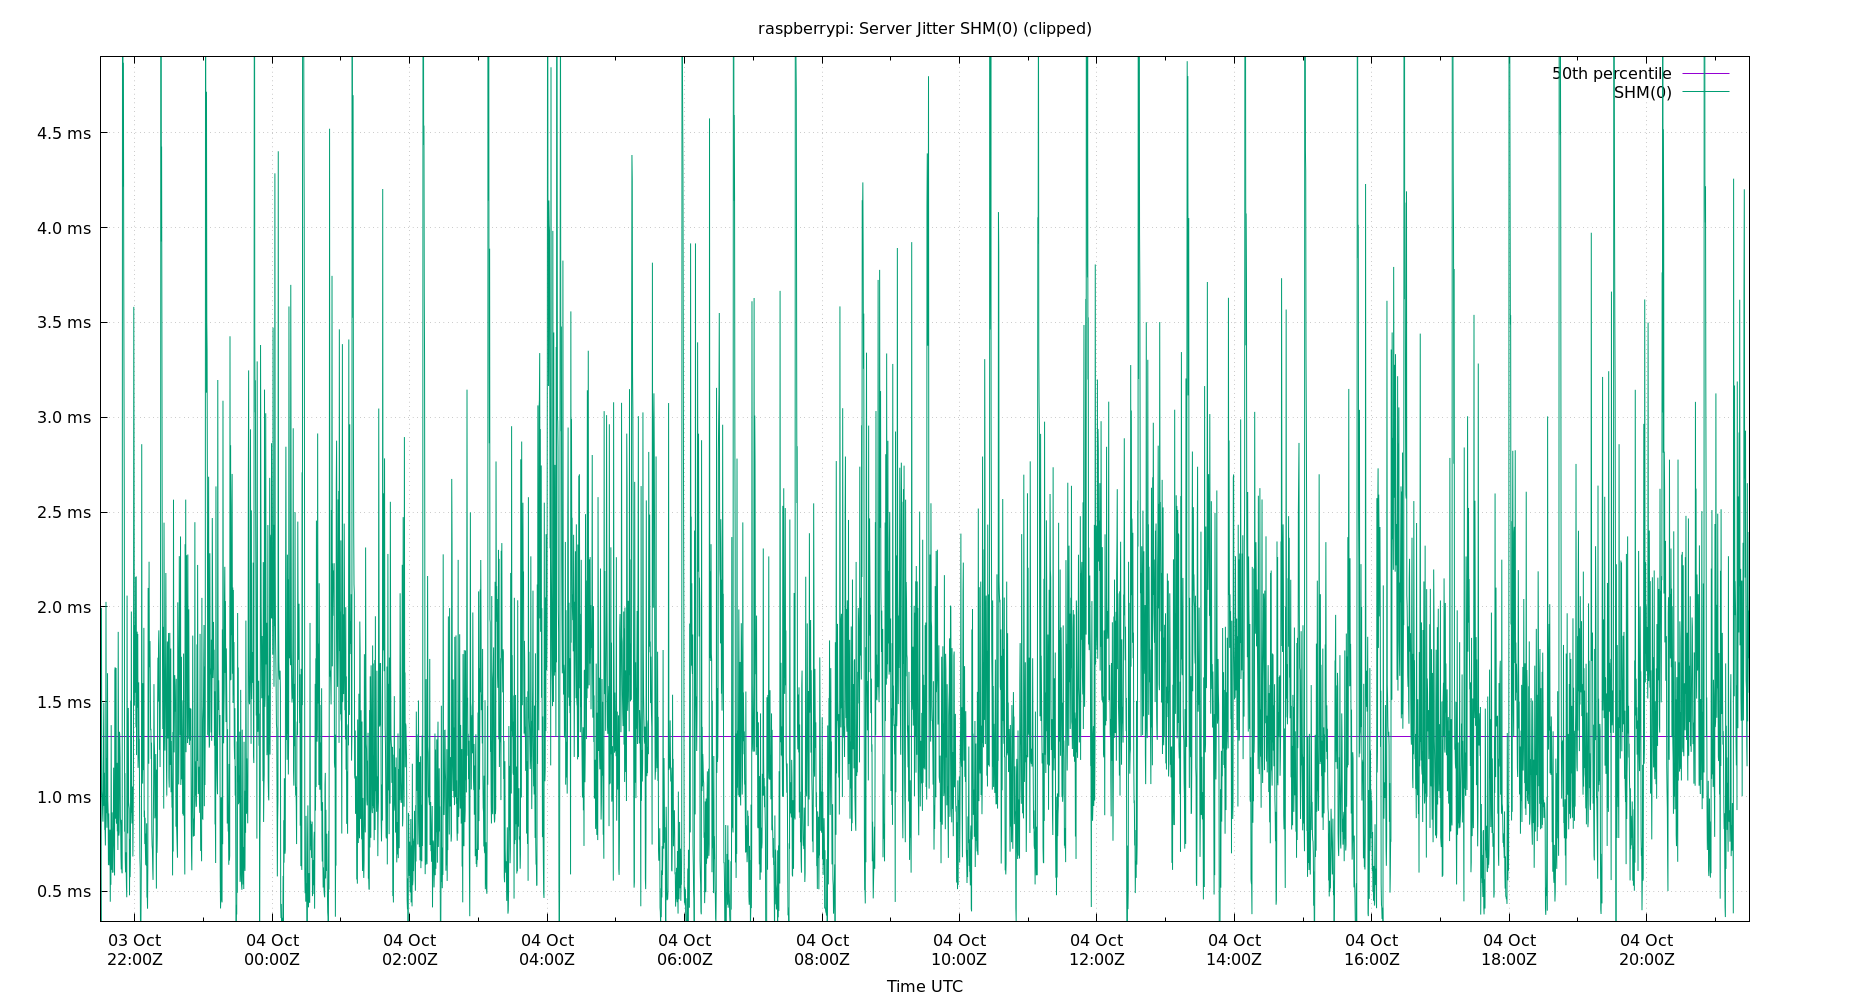 raspberrypi: Server Jitter SHM(0) (clipped)
50th percentile
SHM(0)
4.5 ms
4.0 ms
3.5 ms
3.0 ms
2.5 ms
2.0 ms
1.5 ms
1.0 ms
0.5 ms
03 Oct 04 Oct 04 Oct 04 Oct 04 Oct 04 Oct 04 Oct 04 Oct 04 Oct 04 Oct 04 Oct 04 Oct
22:00Z 00:00Z 02:00Z 04:00Z 06:00Z 08:00Z 10:00Z 12:00Z 14:00Z 16:00Z 18:00Z 20:00Z
Time UTC